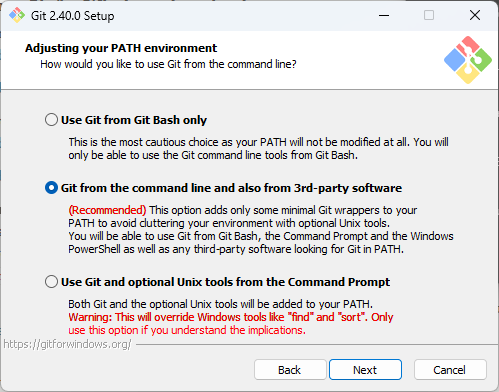 Git 2.40.0 Setup
Adjusting your PATH environment
How would you like to use Git from the command line?
Use Git from Git Bash only
This is the most cautious choice as your PATH will not be modified at all. You will
only be able to use the Git command line tools from Git Bash.
Git from the command line and also from 3rd-party software
(Recommended) This option adds only some minimal Git wrappers to your
PATH to avoid cluttering your environment with optional Unix tools.
You will be able to use Git from Git Bash, the Command Prompt and the Windows
PowerShell as well as any third-party software looking for Git in PATH.
Use Git and optional Unix tools from the Command Prompt
Both Git and the optional Unix tools will be added to your PATH.
Warning: This will override Windows tools like "find" and "sort". Only
use this option if you understand the implications.
https://gitforwindows.org/
Back Next Cancel